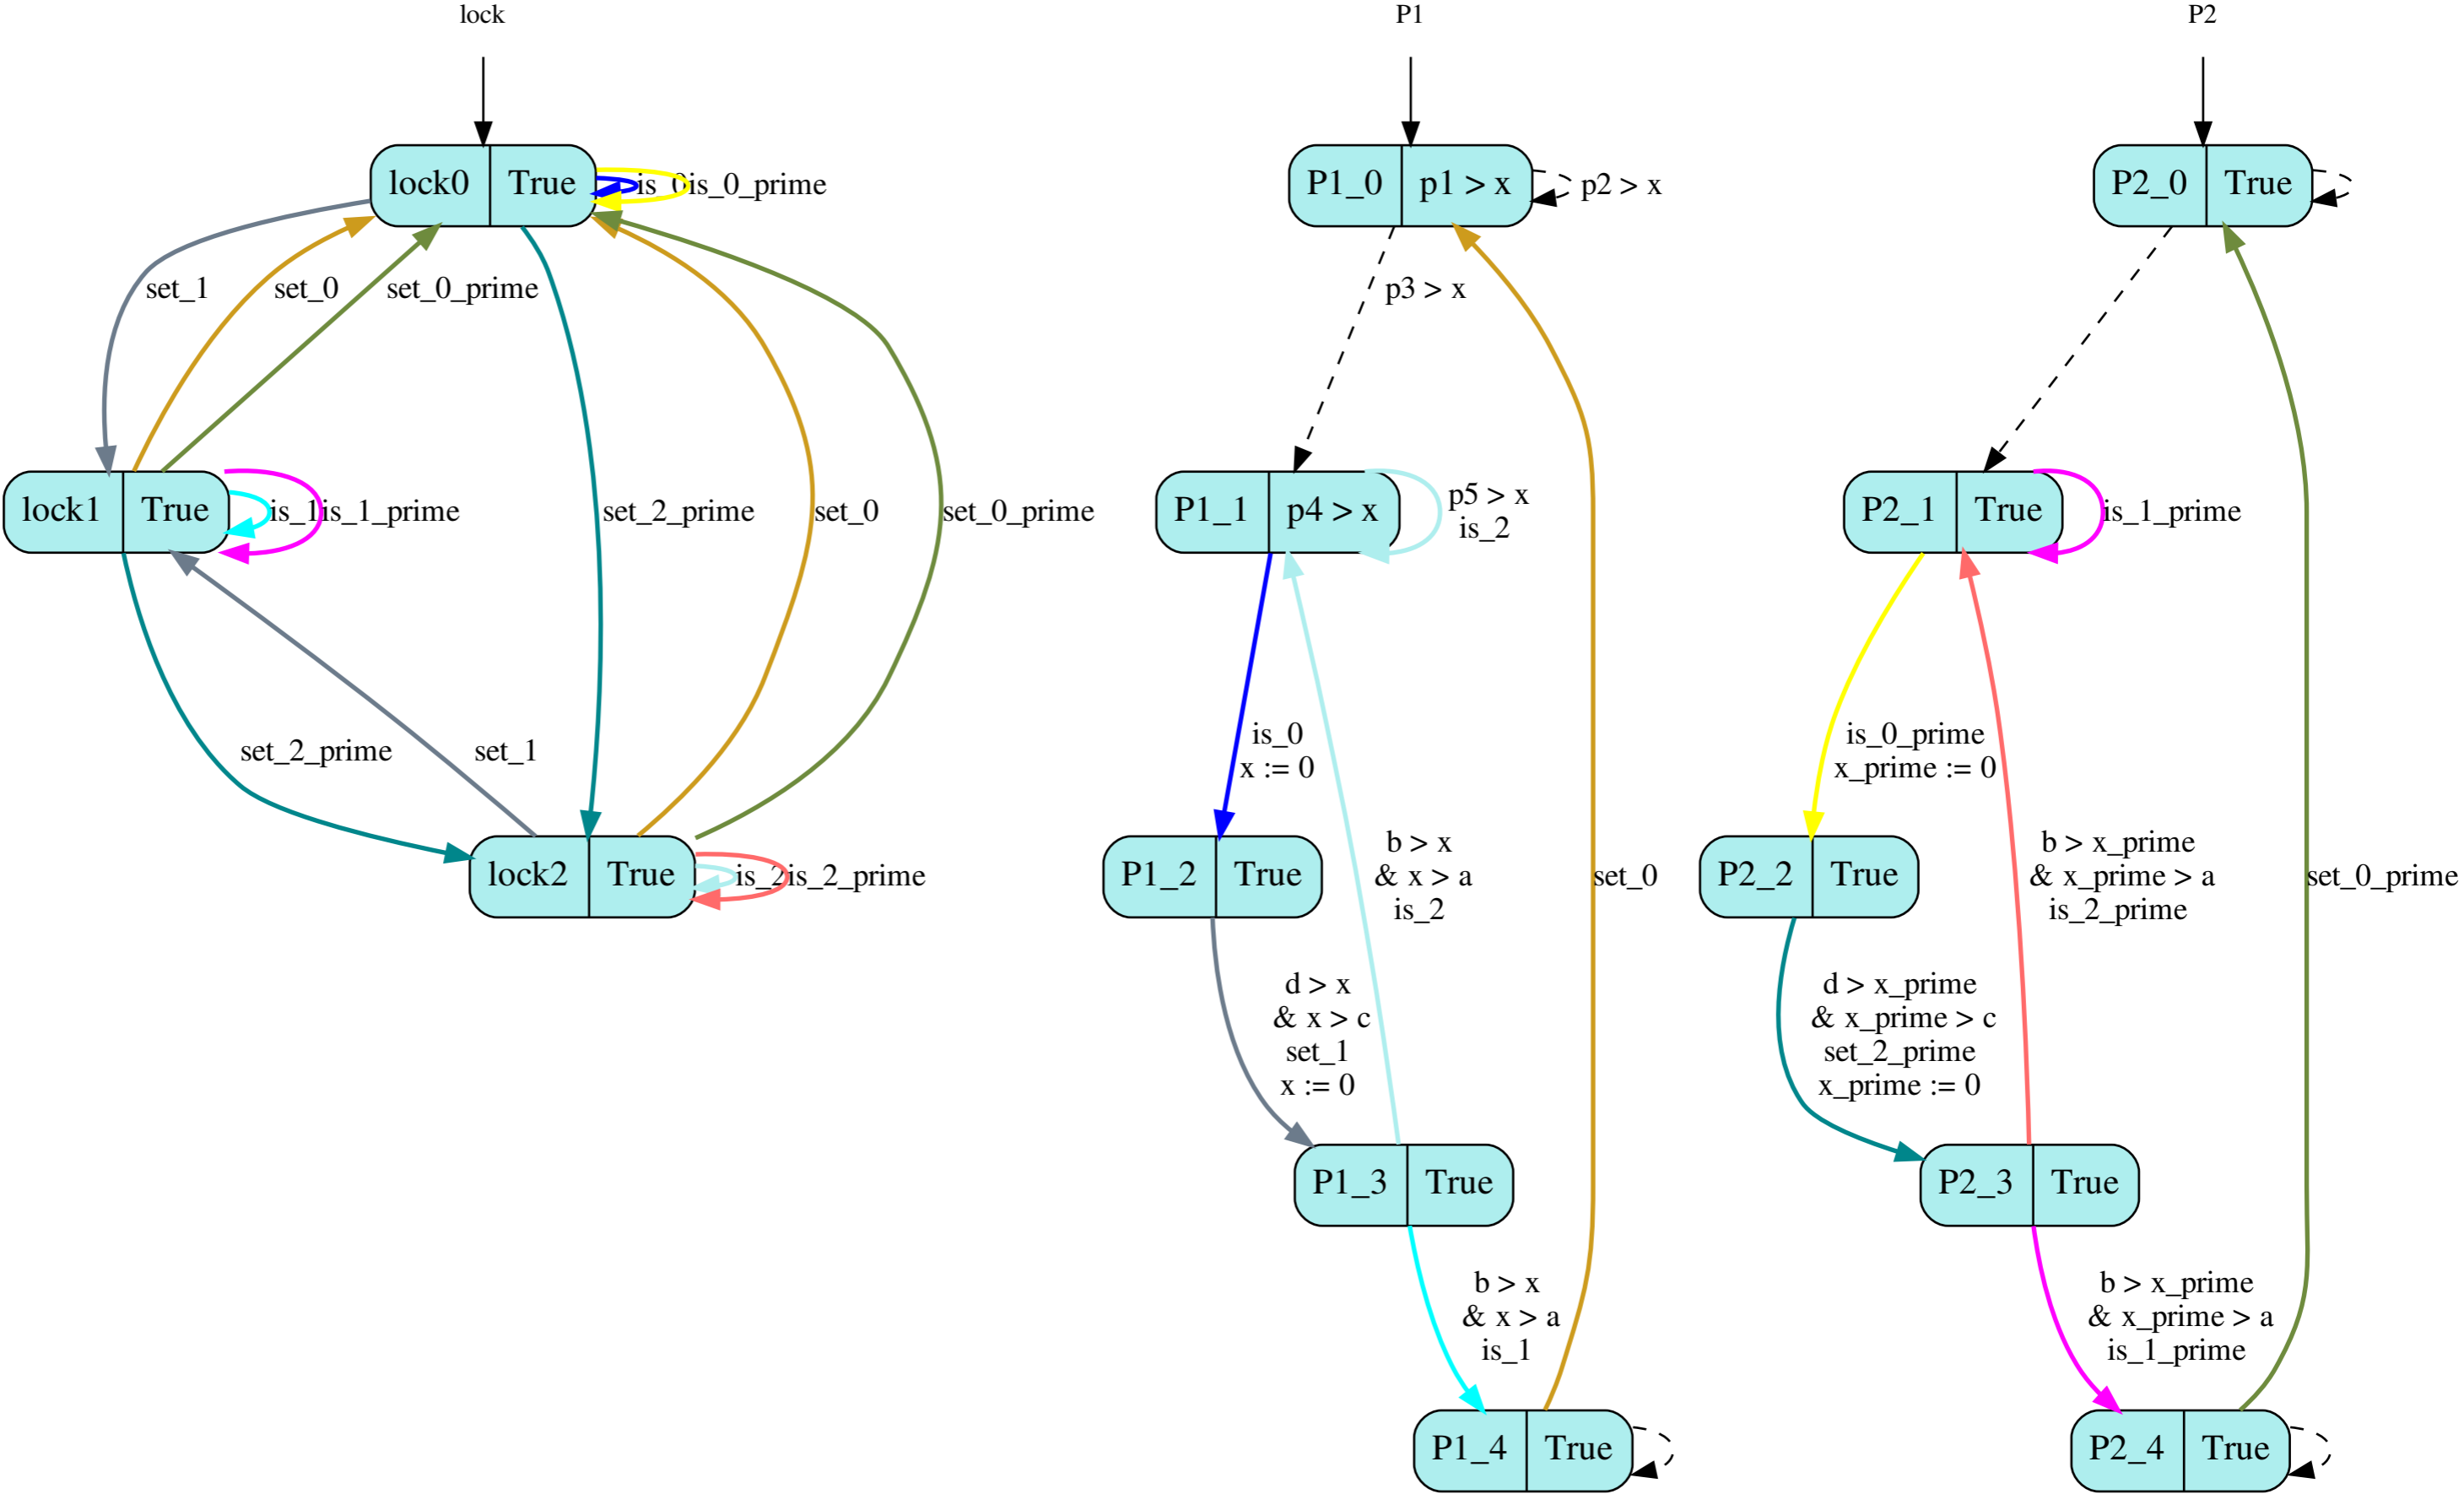 lock
P1
P2
lock0 True
is_0
is_0_prime
P1_0 p1 > x
p2 > x
P2_0 True
set_1
set_0
set_0_prime
p3 > x
lock1 True
is_1
is_1_prime
set_2_prime
set_0
set_0_prime
P1_1 p4 > x
p5 > x
is_2
P2_1 True
is_1_prime
set_2_prime
set_1
is_0
x := 0
is_0_prime
x_prime := 0
lock2 True
is_2
is_2_prime
P1_2 True
b > x
& x > a
is_2
set_0
P2_2 True
b > x_prime
& x_prime > a
is_2_prime
set_0_prime
d > x
& x > c
set_1
x := 0
d > x_prime
& x_prime > c
set_2_prime
x_prime := 0
P1_3 True
P2_3 True
b > x
& x > a
is_1
b > x_prime
& x_prime > a
is_1_prime
P1_4 True
P2_4 True